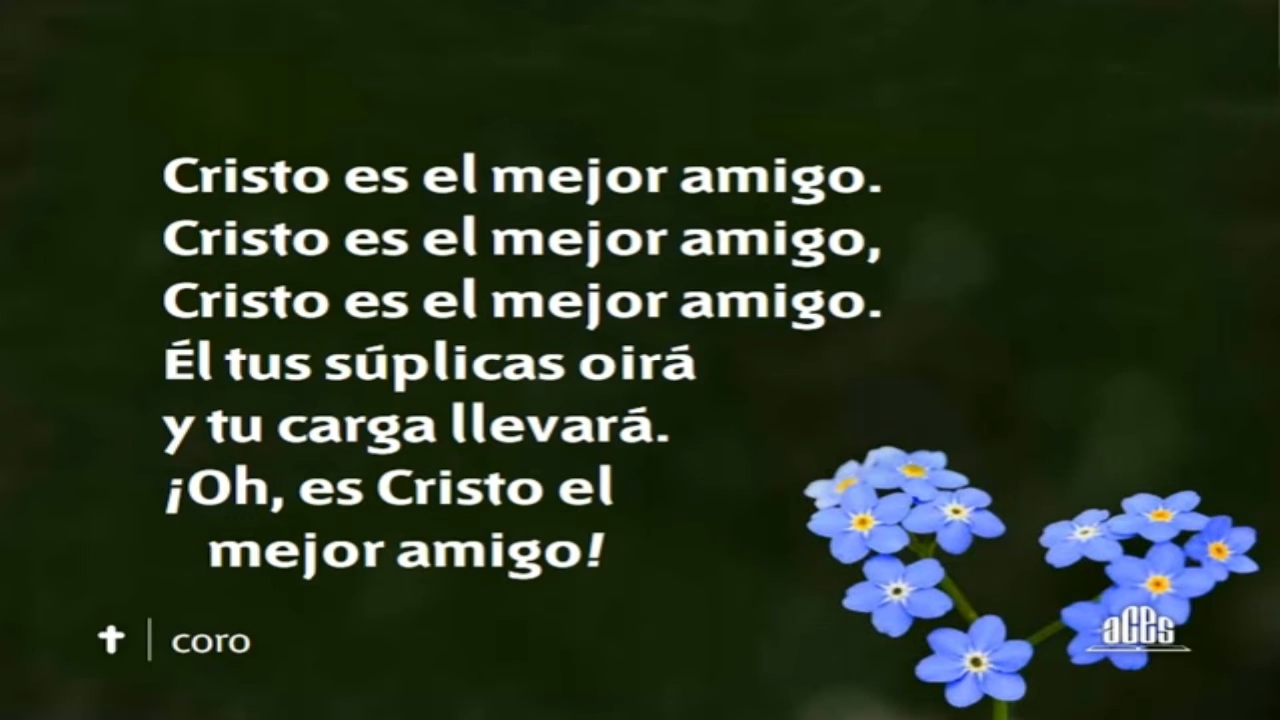 Cristo es el mejor amigo.
Cristo es el mejor amigo,
Cristo es el mejor amigo.
Él tus súplicas oirá
y tu carga llevará.
¡Oh, es Cristo el
mejor amigo!
coro
aCes